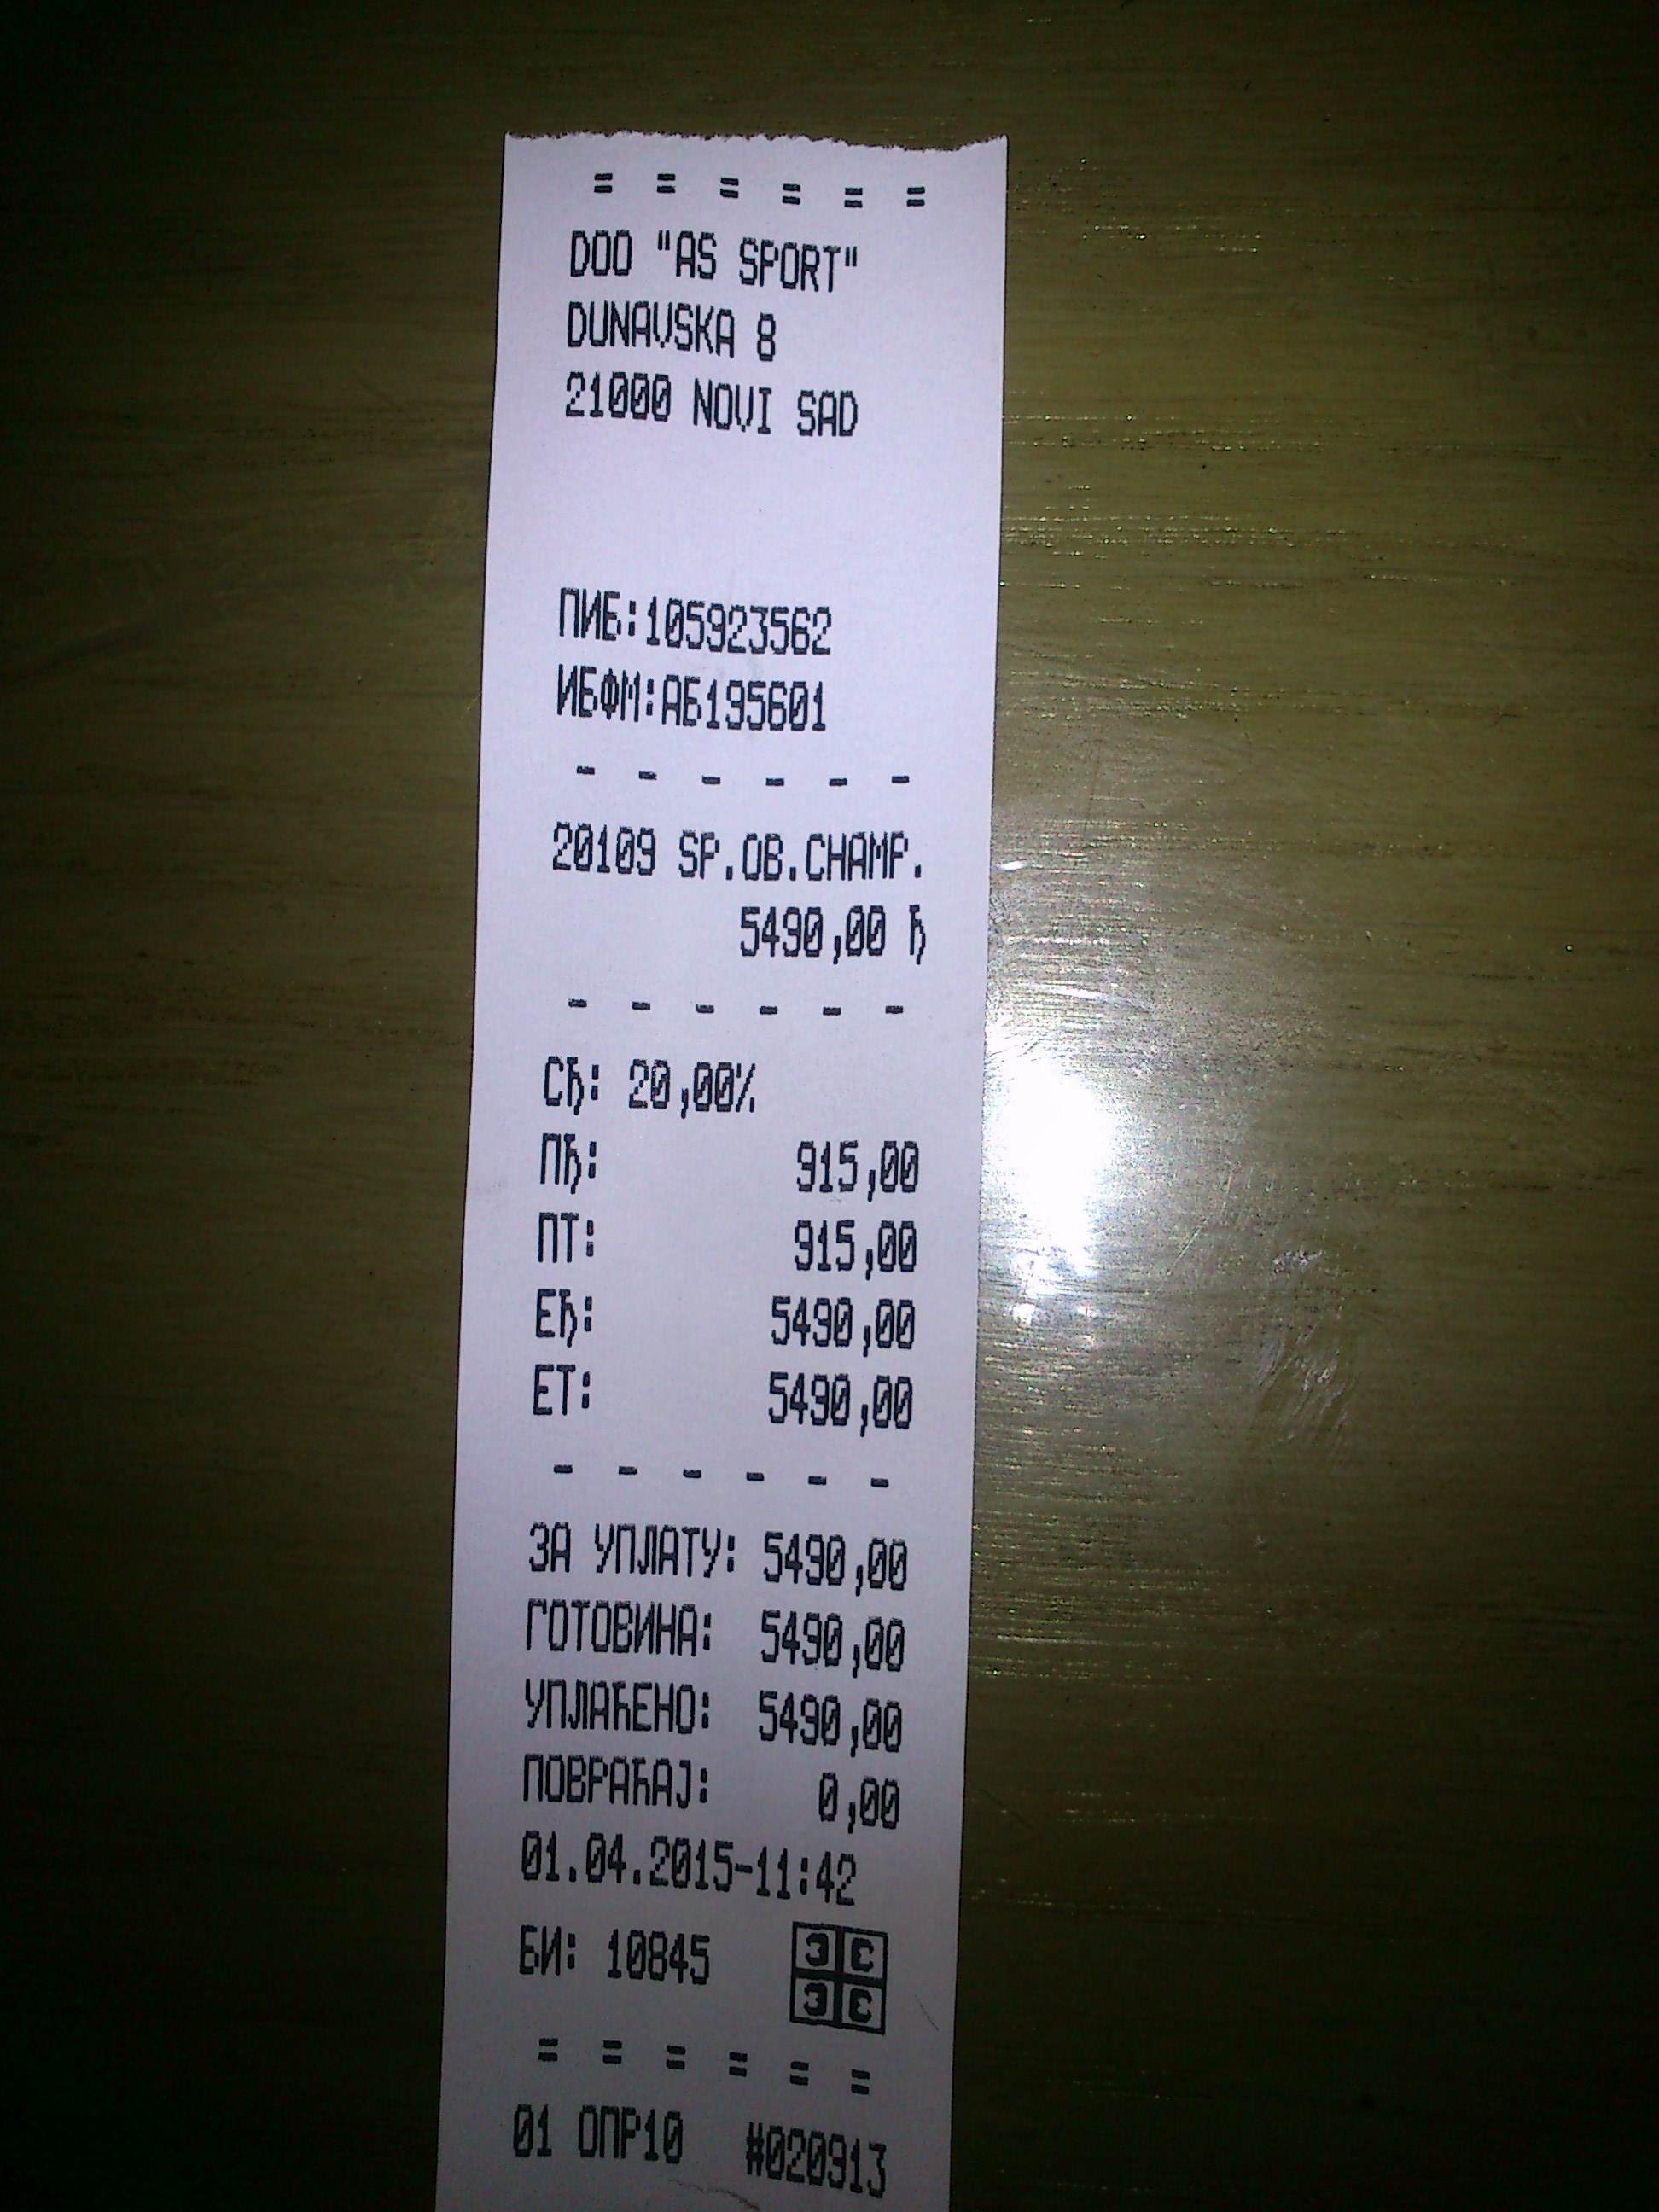 = = = = = =
DOO "AS SPORT"
DUNAVSKA 8
21000 NOVI SAD
ПИБ:105923562
ИБФМ:АБ195601
- - - - - -
20109 SP.OB.CHAMP.
5490,00 Ђ
- - - - - -
СЂ: 20,00%
ПЂ: 915,00
ПТ: 915,00
ЕЂ: 5490,00
ЕТ: 5490,00
- - - - - -
ЗА УПЛАТУ: 5490,00
ГОТОВИНА: 5490,00
УПЛАЋЕНО: 5490,00
ПОВРАЋАЈ: 0,00
01.04.2015-11:42
БИ: 10845
= = = = = =
01 ОПР10 #020913